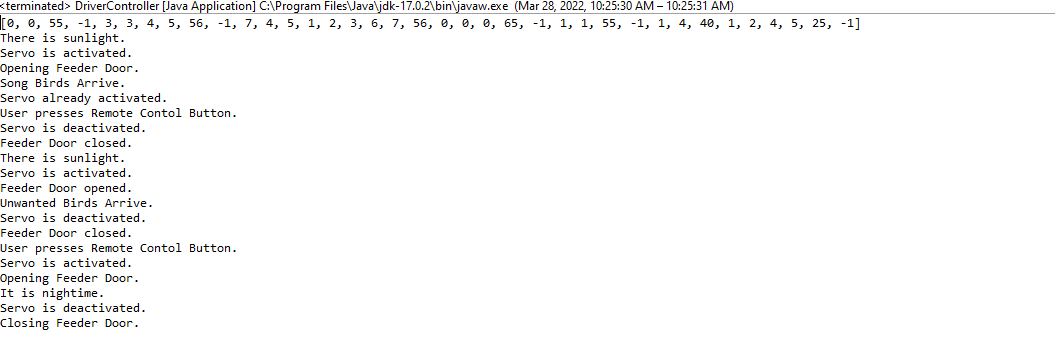 <terminated> DriverController [Java Application] C:\Program Files\Java\jdk-17.0.2\bin\javaw.exe (Mar 28, 2022, 10:25:30 AM – 10:25:31 AM)
[0, 0, 55, -1, 3, 3, 4, 5, 56, -1, 7, 4, 5, 1, 2, 3, 6, 7, 56, 0, 0, 0, 65, -1, 1, 1, 55, -1, 1, 4, 40, 1, 2, 4, 5, 25, -1]
There is sunlight.
Servo is activated.
Opening Feeder Door.
Song Birds Arrive.
Servo already activated.
User presses Remote Contol Button.
Servo is deactivated.
Feeder Door closed.
There is sunlight.
Servo is activated.
Feeder Door opened.
Unwanted Birds Arrive.
Servo is deactivated.
Feeder Door closed.
User presses Remote Contol Button.
Servo is activated.
Opening Feeder Door.
It is nightime.
Servo is deactivated.
Closing Feeder Door.